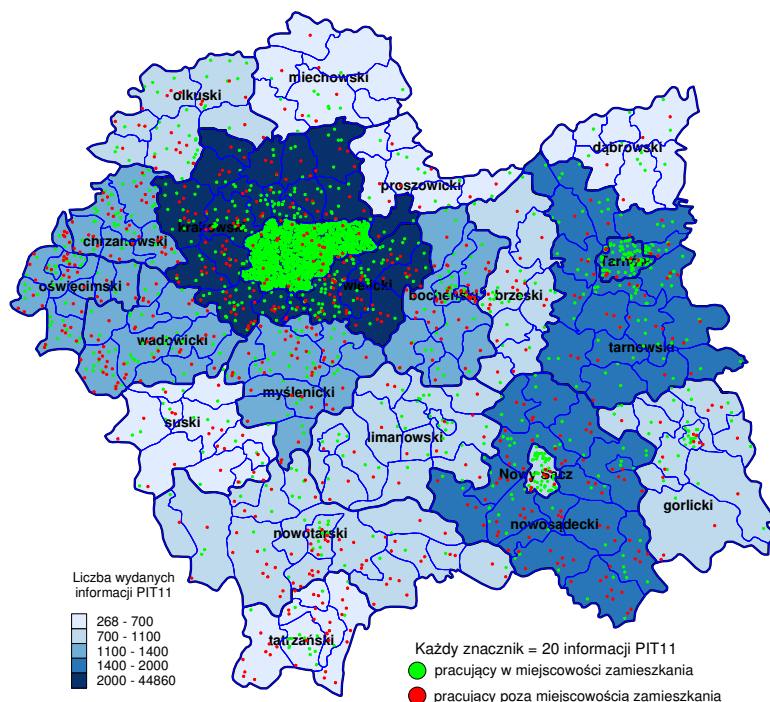 miechowski
olkuski
dąbrowski
proszowicki
krakowski
chrzanowski
Tarnów
oświęcimski
wielicki
bocheński
brzeski
wadowicki
tarnowski
myślenicki
suski
limanowski
Nowy Sącz
gorlicki
nowosądecki
nowotarski
tatrzański
Liczba wydanych
informacji PIT11
268 - 700
700 - 1100
1100 - 1400
1400 - 2000
2000 - 44860
Każdy znacznik = 20 informacji PIT11
pracujący w miejscowości zamieszkania
pracujący poza miejscowością zamieszkania